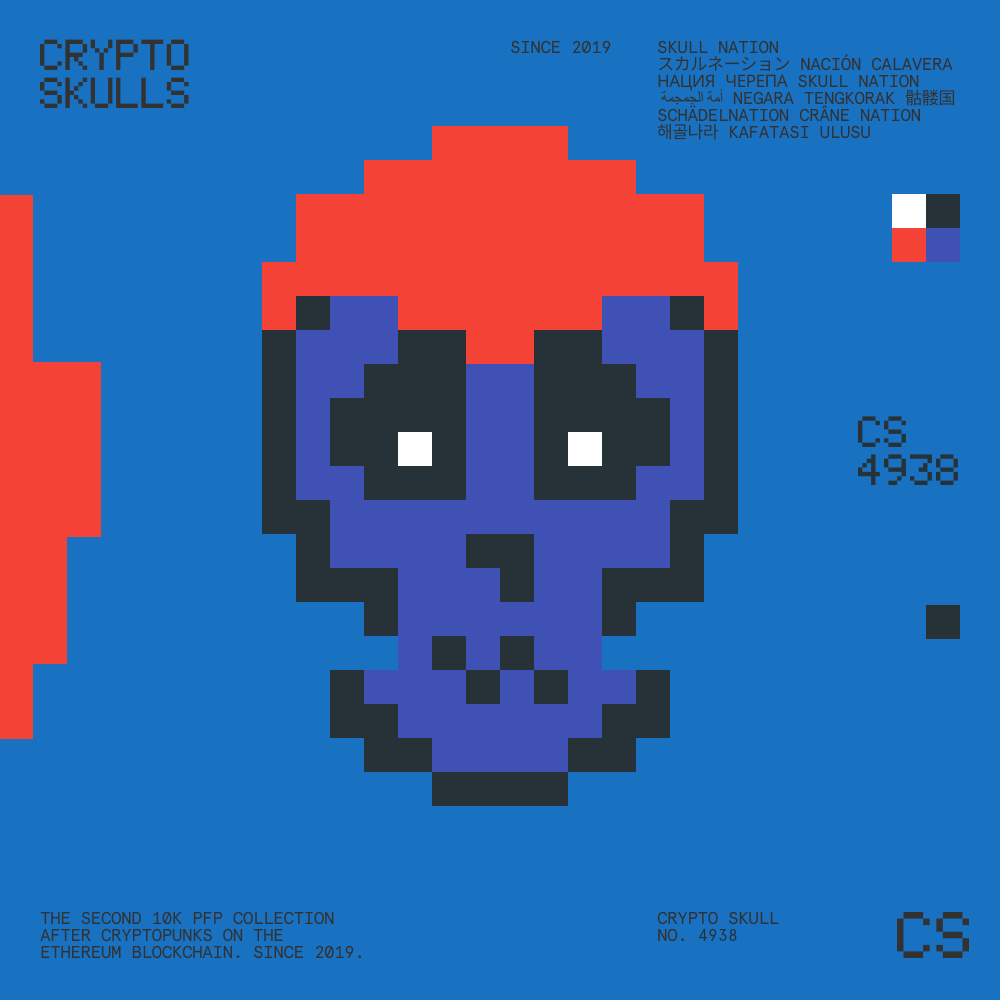 CRYPTO
SKULLS
SINCE 2019
SKULL NATION
スカルネーション NACIÓN CALAVERA
НАЦИЯ ЧЕРЕПА SKULL NATION
أمة الجمجمة NEGARA TENGKORAK 骷髅国
SCHÄDELNATION CRÂNE NATION
해골나라 KAFATASI ULUSU
CS
4938
THE SECOND 10K PFP COLLECTION
AFTER CRYPTOPUNKS ON THE
ETHEREUM BLOCKCHAIN. SINCE 2019.
CRYPTO SKULL
NO. 4938
CS